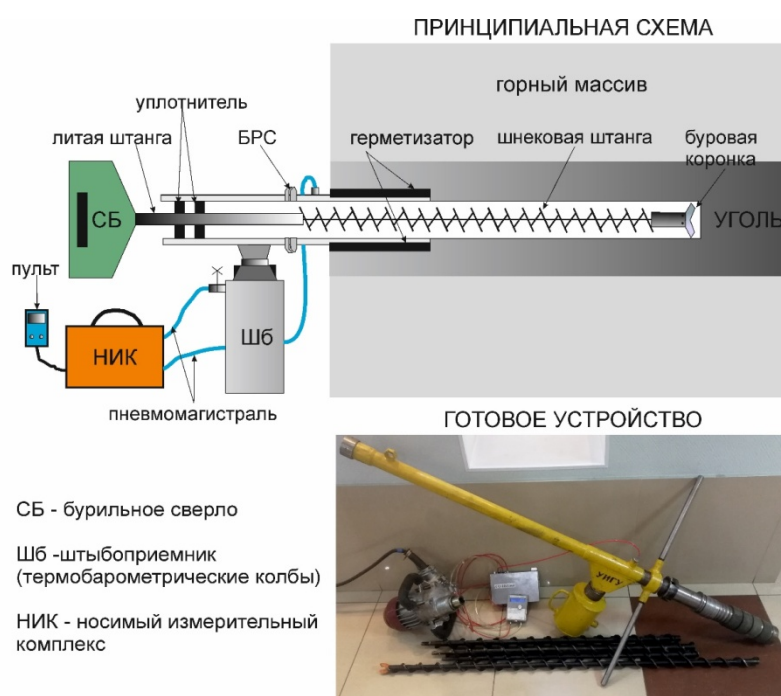 ПРИНЦИПИАЛЬНАЯ СХЕМА
горный массив
уплотнитель
литая штанга
БРС
герметизатор
шнековая штанга
буровая
коронка
СБ
УГОЛЬ
пульт
Шб
НИК
пневмомагистраль
ГОТОВОЕ УСТРОЙСТВО
СБ - бурильное сверло
Шб -штыбоприемник
(термобарометрические колбы)
НИК - носимый измерительный
комплекс
УИГУ